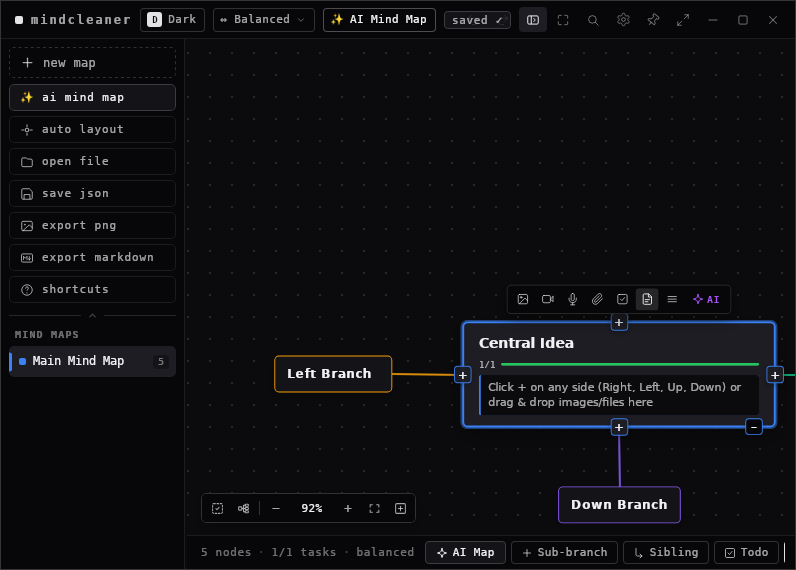 mindcleaner
D Dark
Balanced
✨ AI Mind Map
saved ✓
+ new map
✨ ai mind map
auto layout
open file
save json
export png
export markdown
shortcuts
MIND MAPS
Main Mind Map 5
AI
Central Idea
1/1
Click + on any side (Right, Left, Up, Down) or
drag & drop images/files here
Left Branch
Down Branch
− 92% +
5 nodes · 1/1 tasks · balanced
AI Map
+ Sub-branch
Sibling
Todo